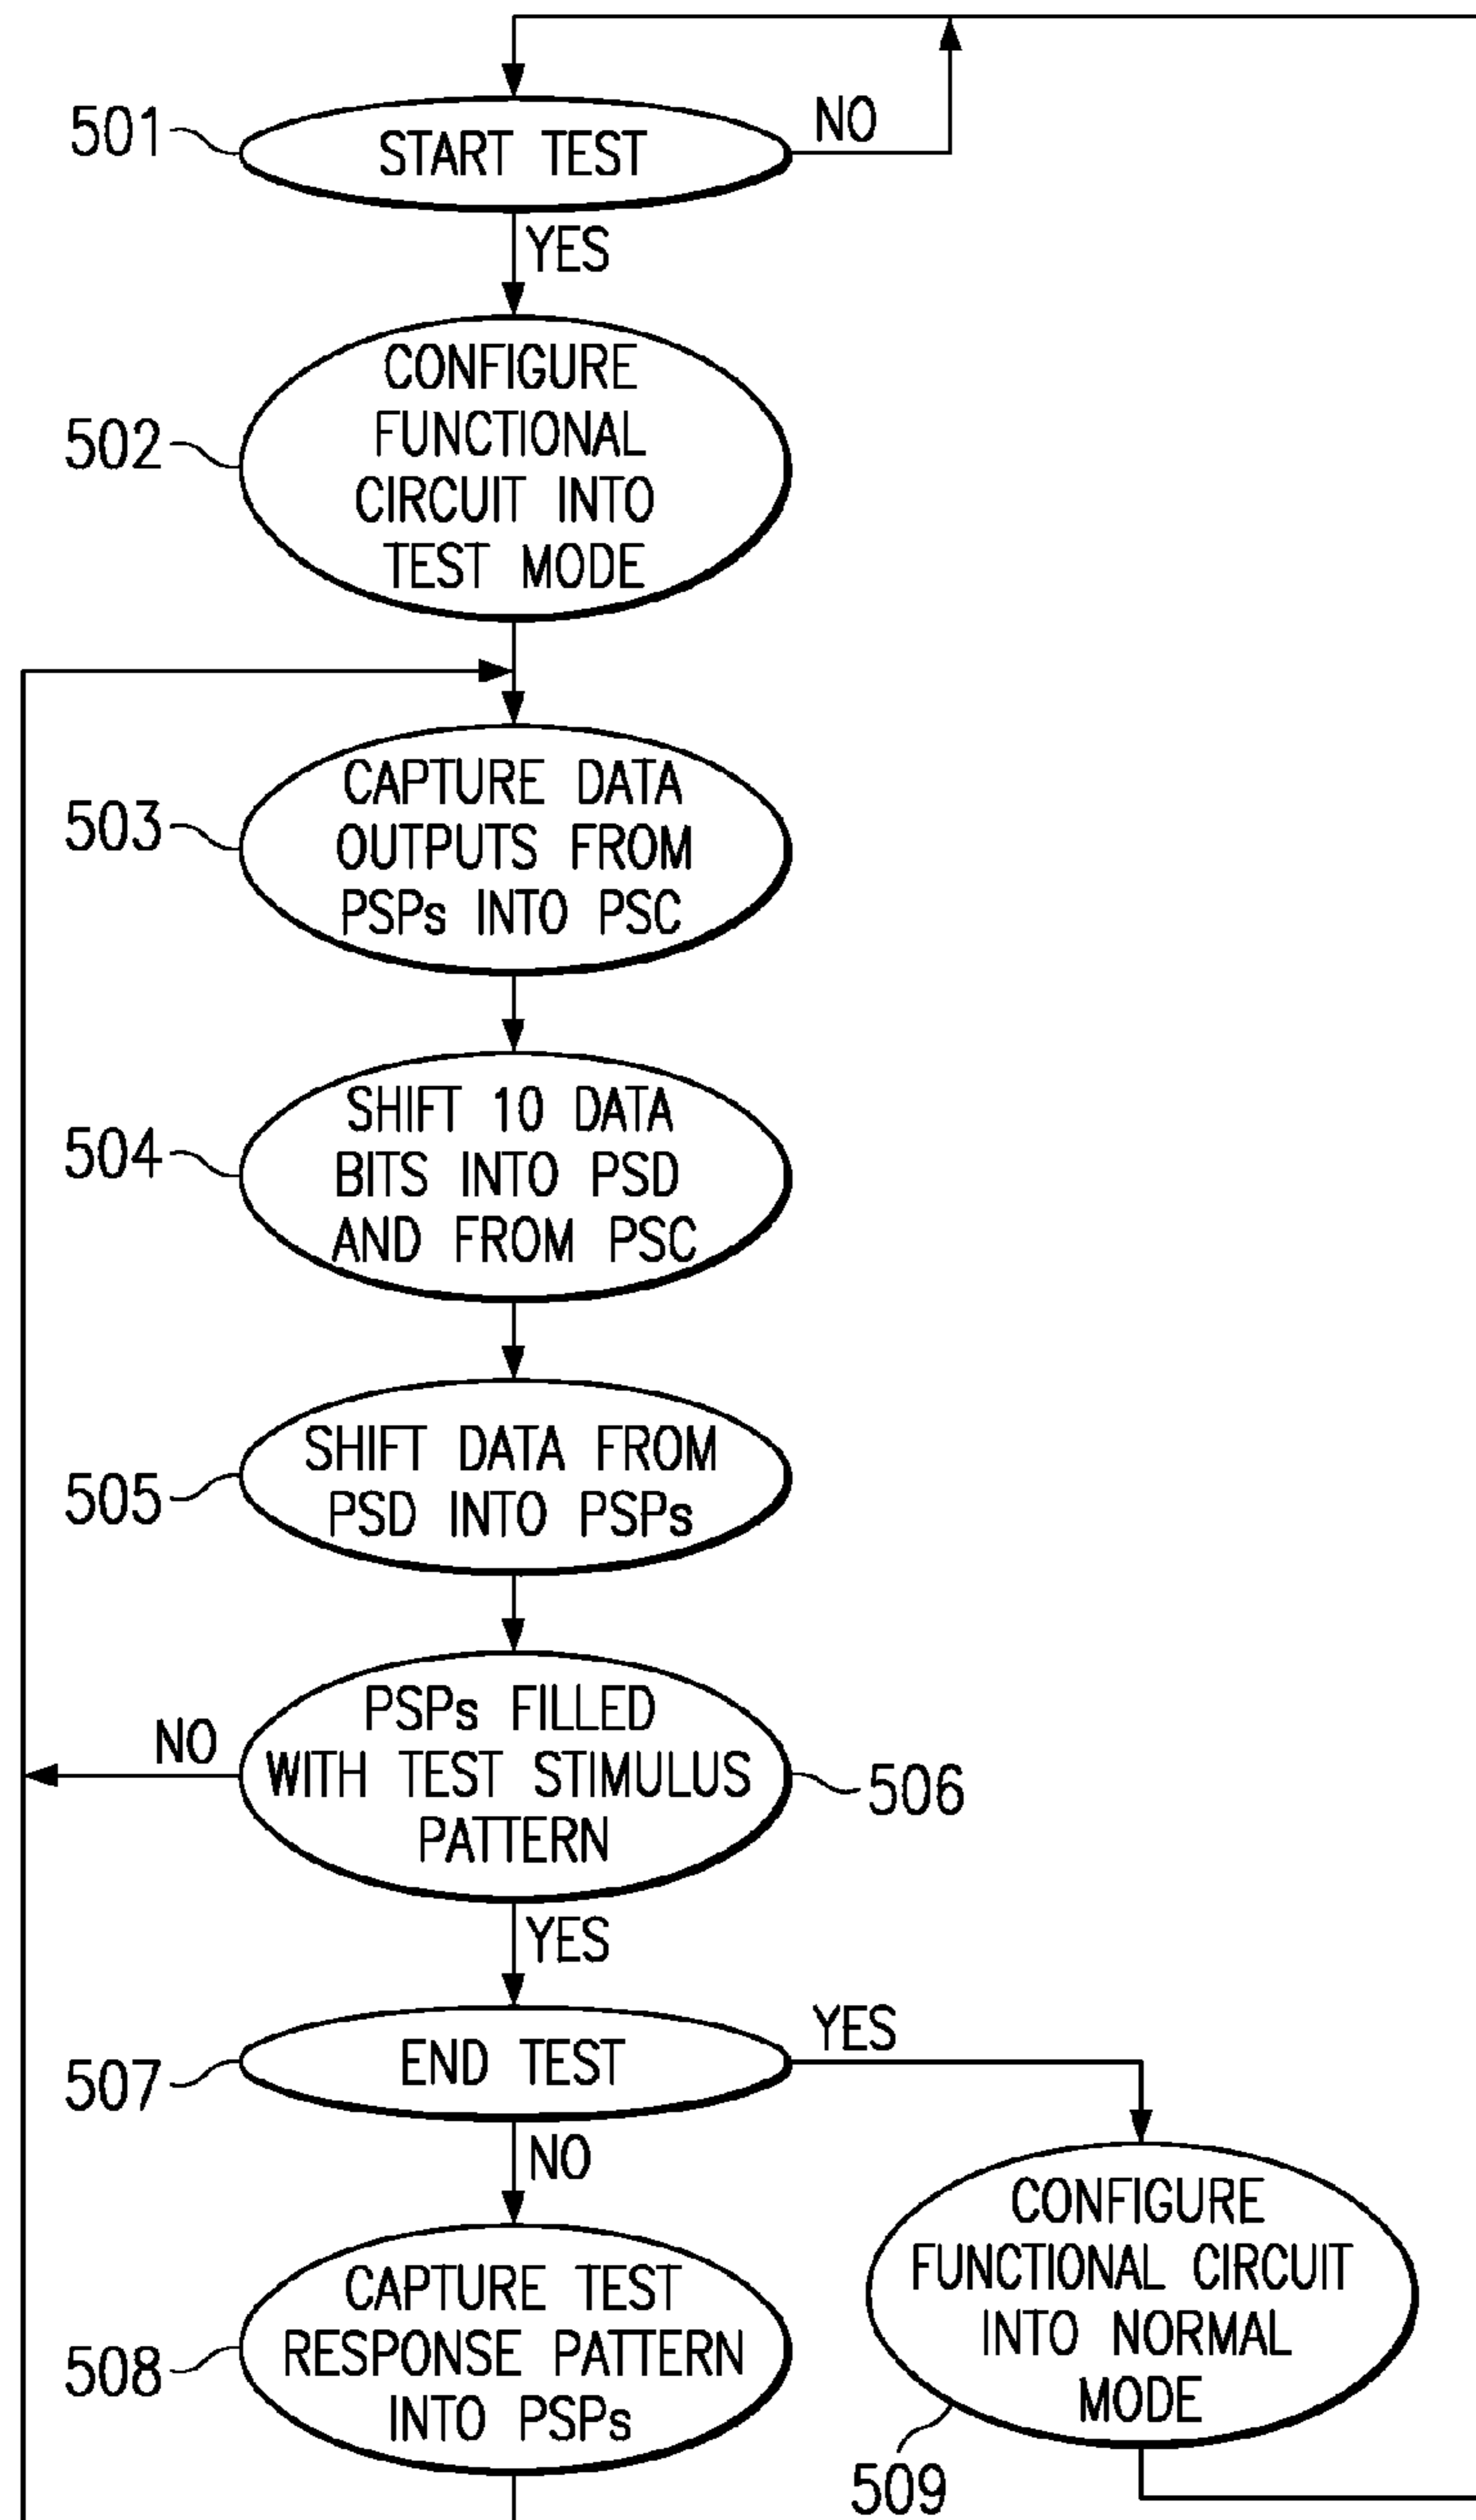 501
START TEST
NO
YES
502
CONFIGURE
FUNCTIONAL
CIRCUIT INTO
TEST MODE
503
CAPTURE DATA
OUTPUTS FROM
PSPs INTO PSC
504
SHIFT 10 DATA
BITS INTO PSD
AND FROM PSC
505
SHIFT DATA FROM
PSD INTO PSPs
NO
PSPs FILLED
WITH TEST STIMULUS
PATTERN
506
YES
507
END TEST
YES
NO
508
CAPTURE TEST
RESPONSE PATTERN
INTO PSPs
CONFIGURE
FUNCTIONAL CIRCUIT
INTO NORMAL
MODE
509